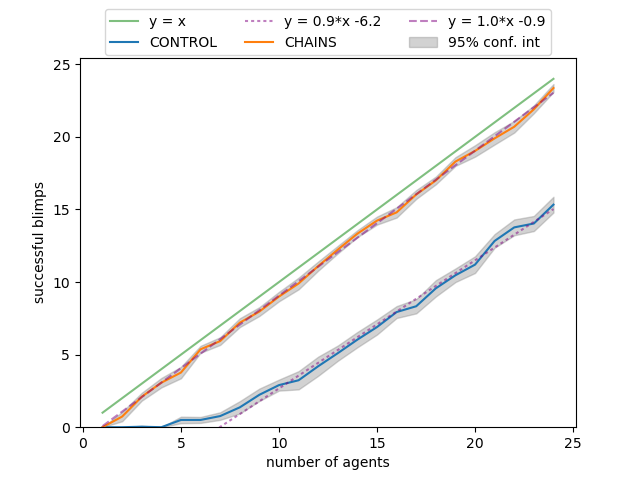 y = x
y = 0.9*x -6.2
y = 1.0*x -0.9
CONTROL
CHAINS
95% conf. int
25
20
15
10
5
0
successful blimps
0 5 10 15 20 25
number of agents